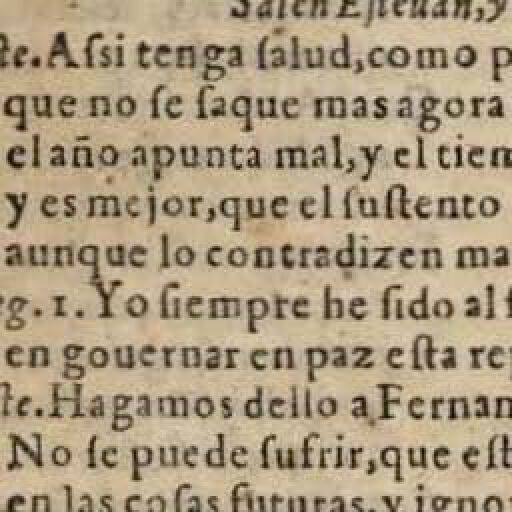 Salen Esteuan, y
ste. Assi tenga salud, como p
que no se saque mas agora
el año apunta mal, y el tiem
y es mejor, que el sustento
aunque lo contradizen ma
eg. 1. Yo siempre he sido al s
en gouernar en paz esta rep
ste. Hagamos dello a Fernan
No se puede sufrir, que est
en las cosas futuras, y igno